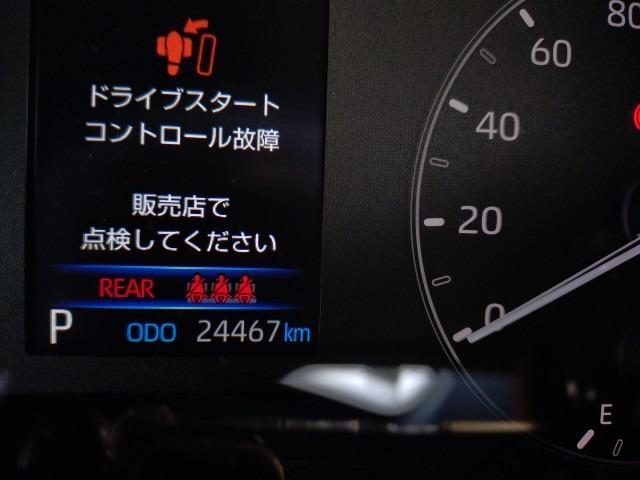 ドライブスタート
コントロール故障
販売店で
点検してください
REAR
P ODO 24467km
80
60
40
20
0
E